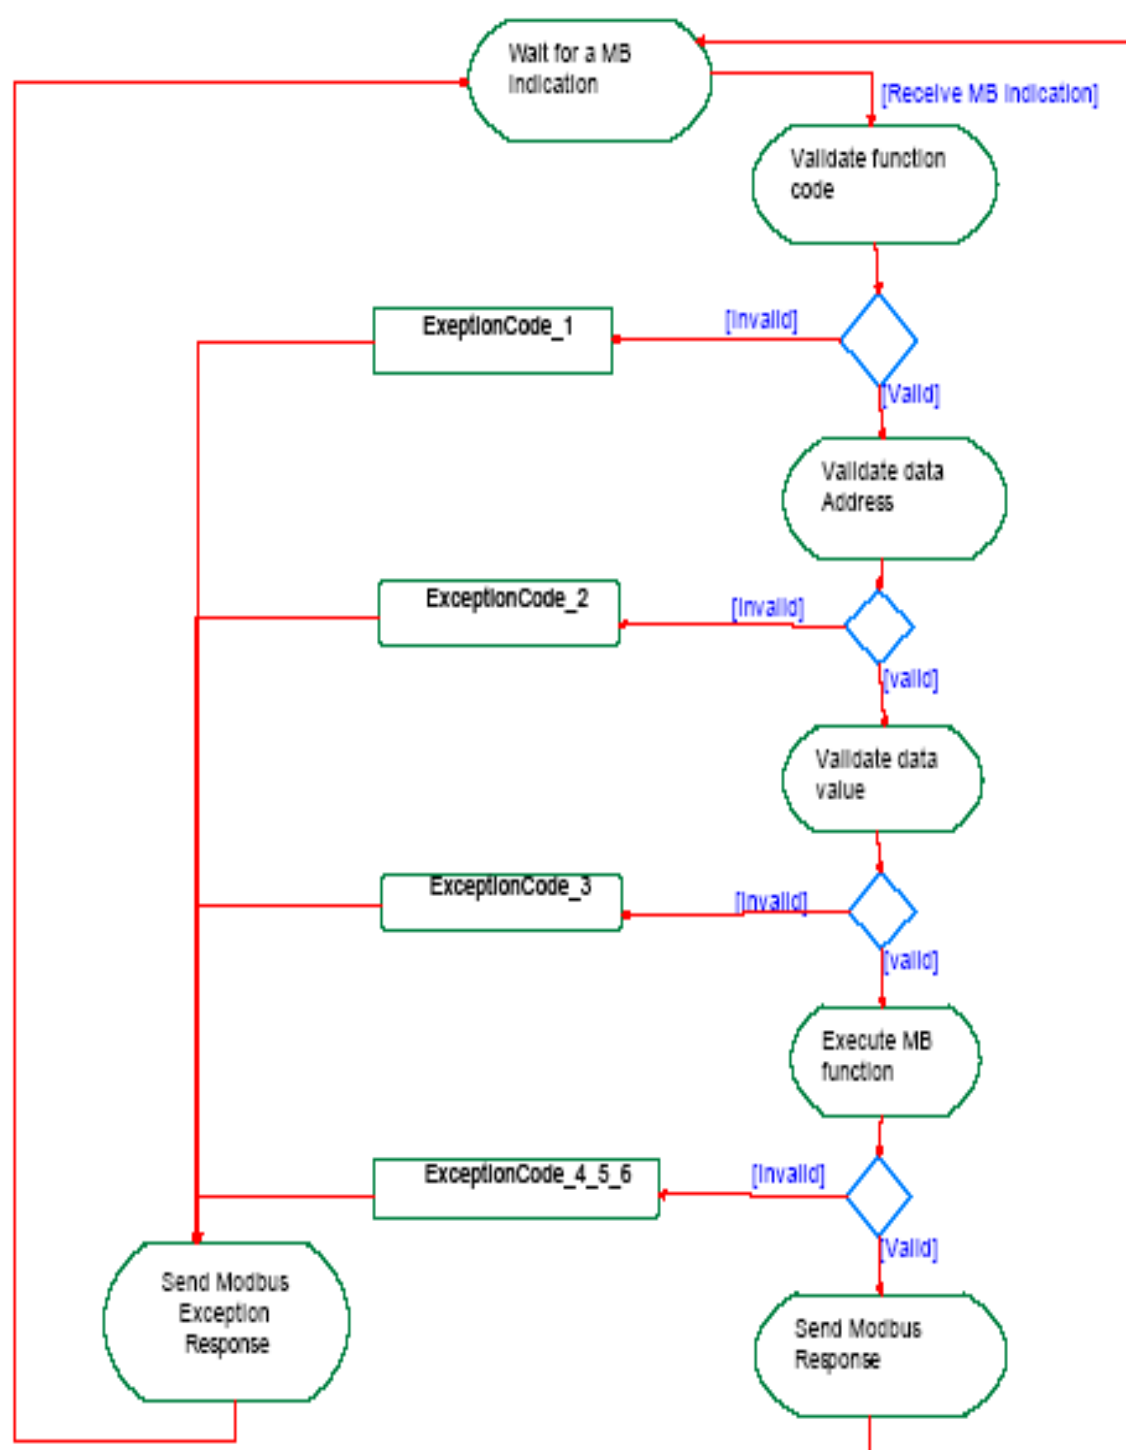 Wait for a MB
Indication
[Receive MB Indication]
Validate function
code
[Invalid]
ExeptionCode_1
[Valid]
Validate data
Address
ExceptionCode_2
[Invalid]
[valid]
Validate data
value
ExceptionCode_3
[Invalid]
[valid]
Execute MB
function
ExceptionCode_4_5_6
[Invalid]
[Valid]
Send Modbus
Exception
Response
Send Modbus
Response